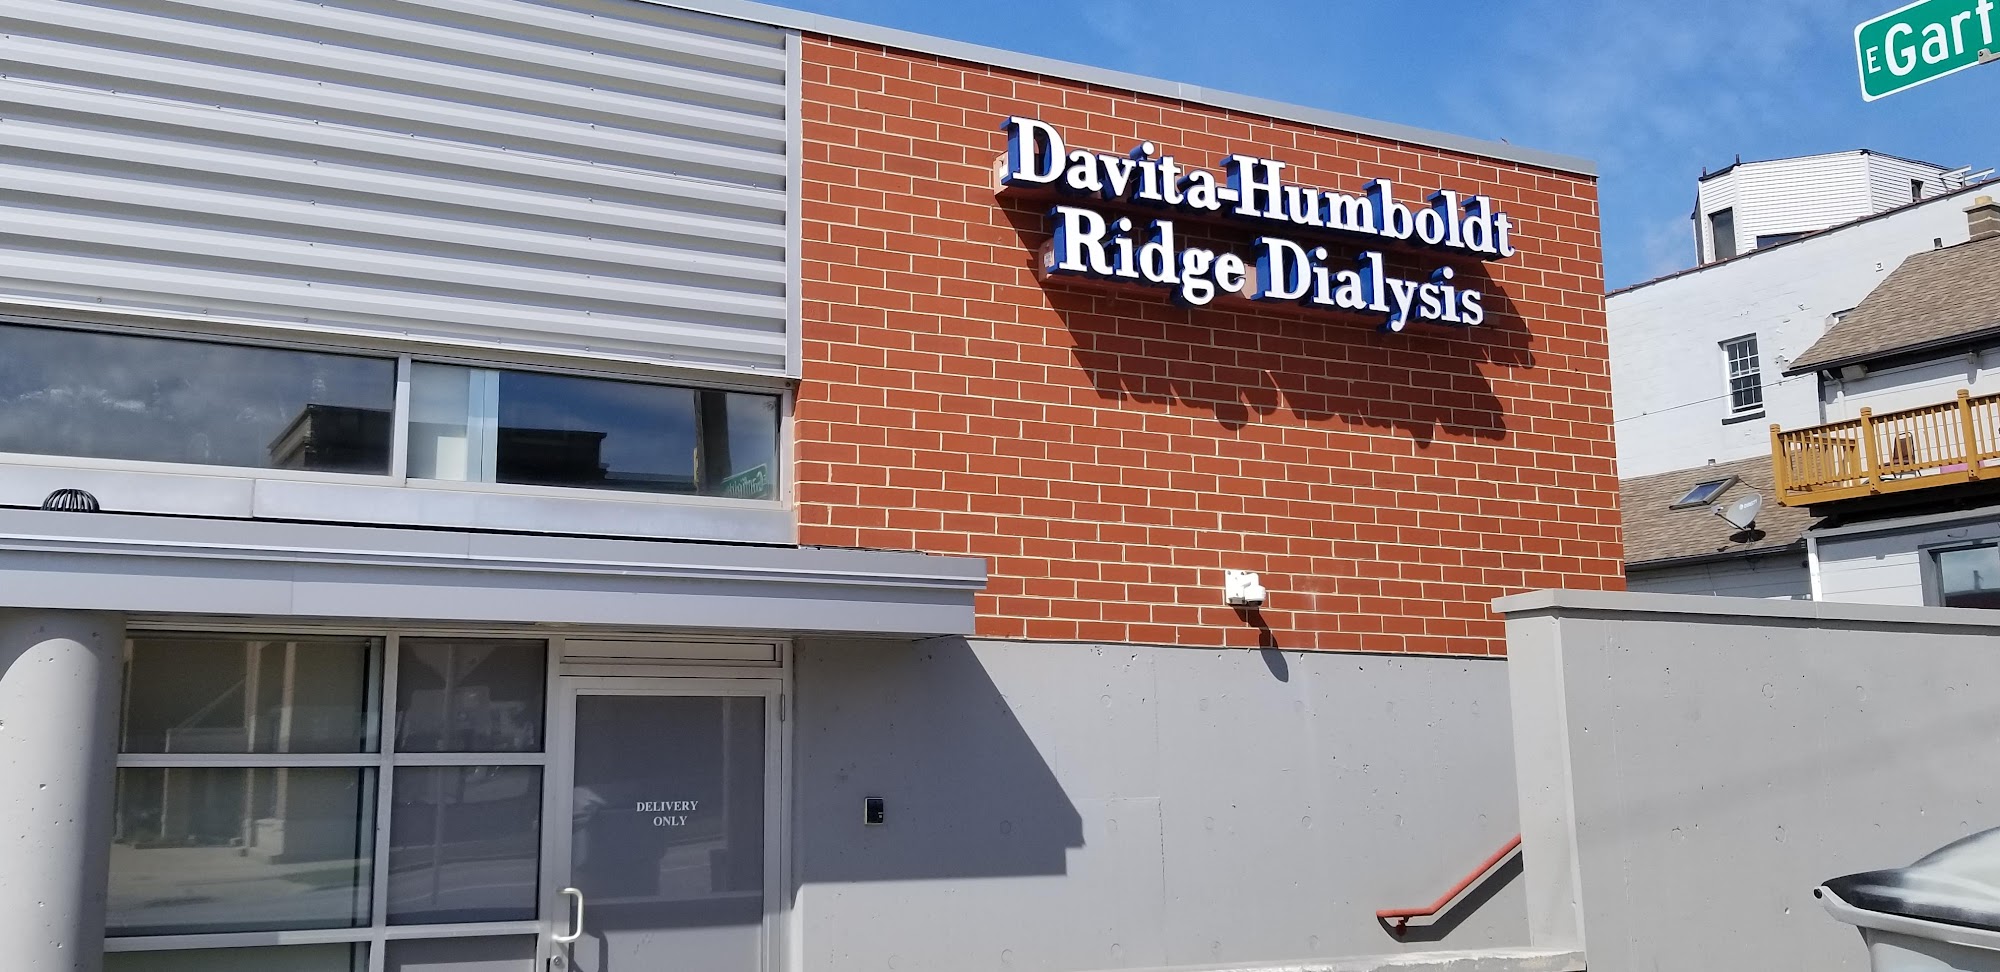 E Garf
Davita-Humboldt
Ridge Dialysis
DELIVERY
ONLY